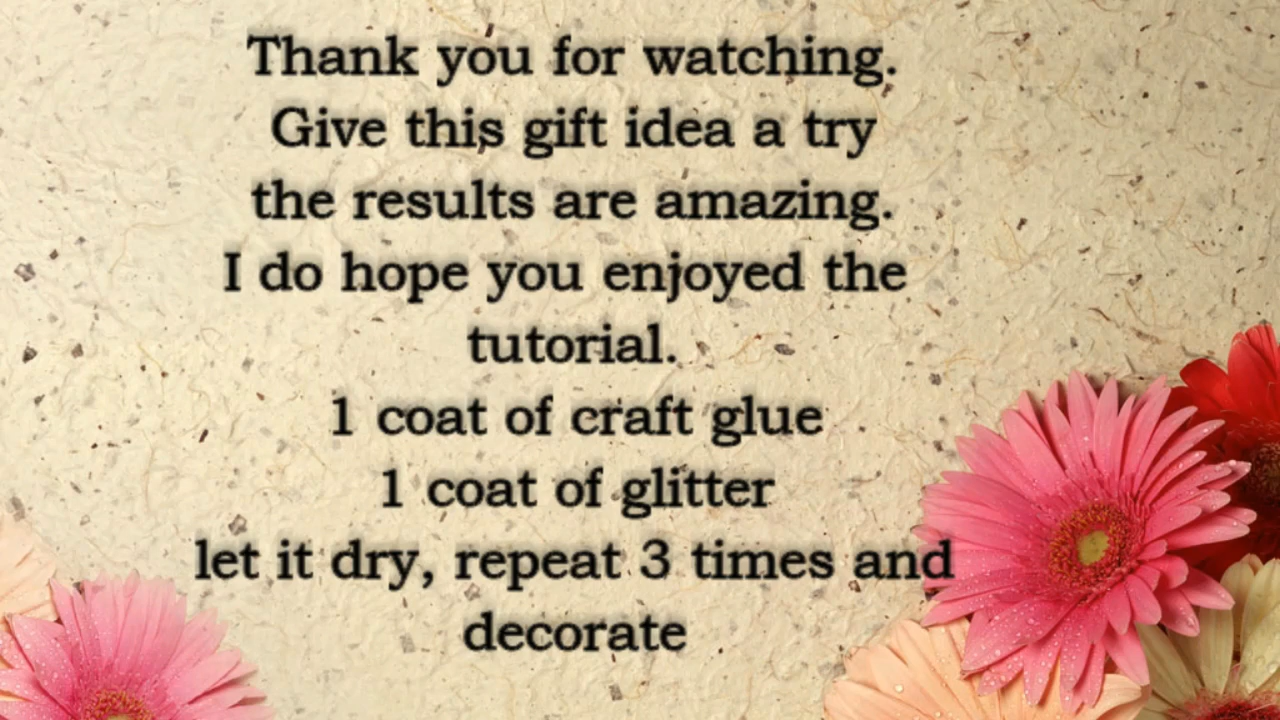 Thank you for watching.
Give this gift idea a try
the results are amazing.
I do hope you enjoyed the
tutorial.
1 coat of craft glue
1 coat of glitter
let it dry, repeat 3 times and
decorate